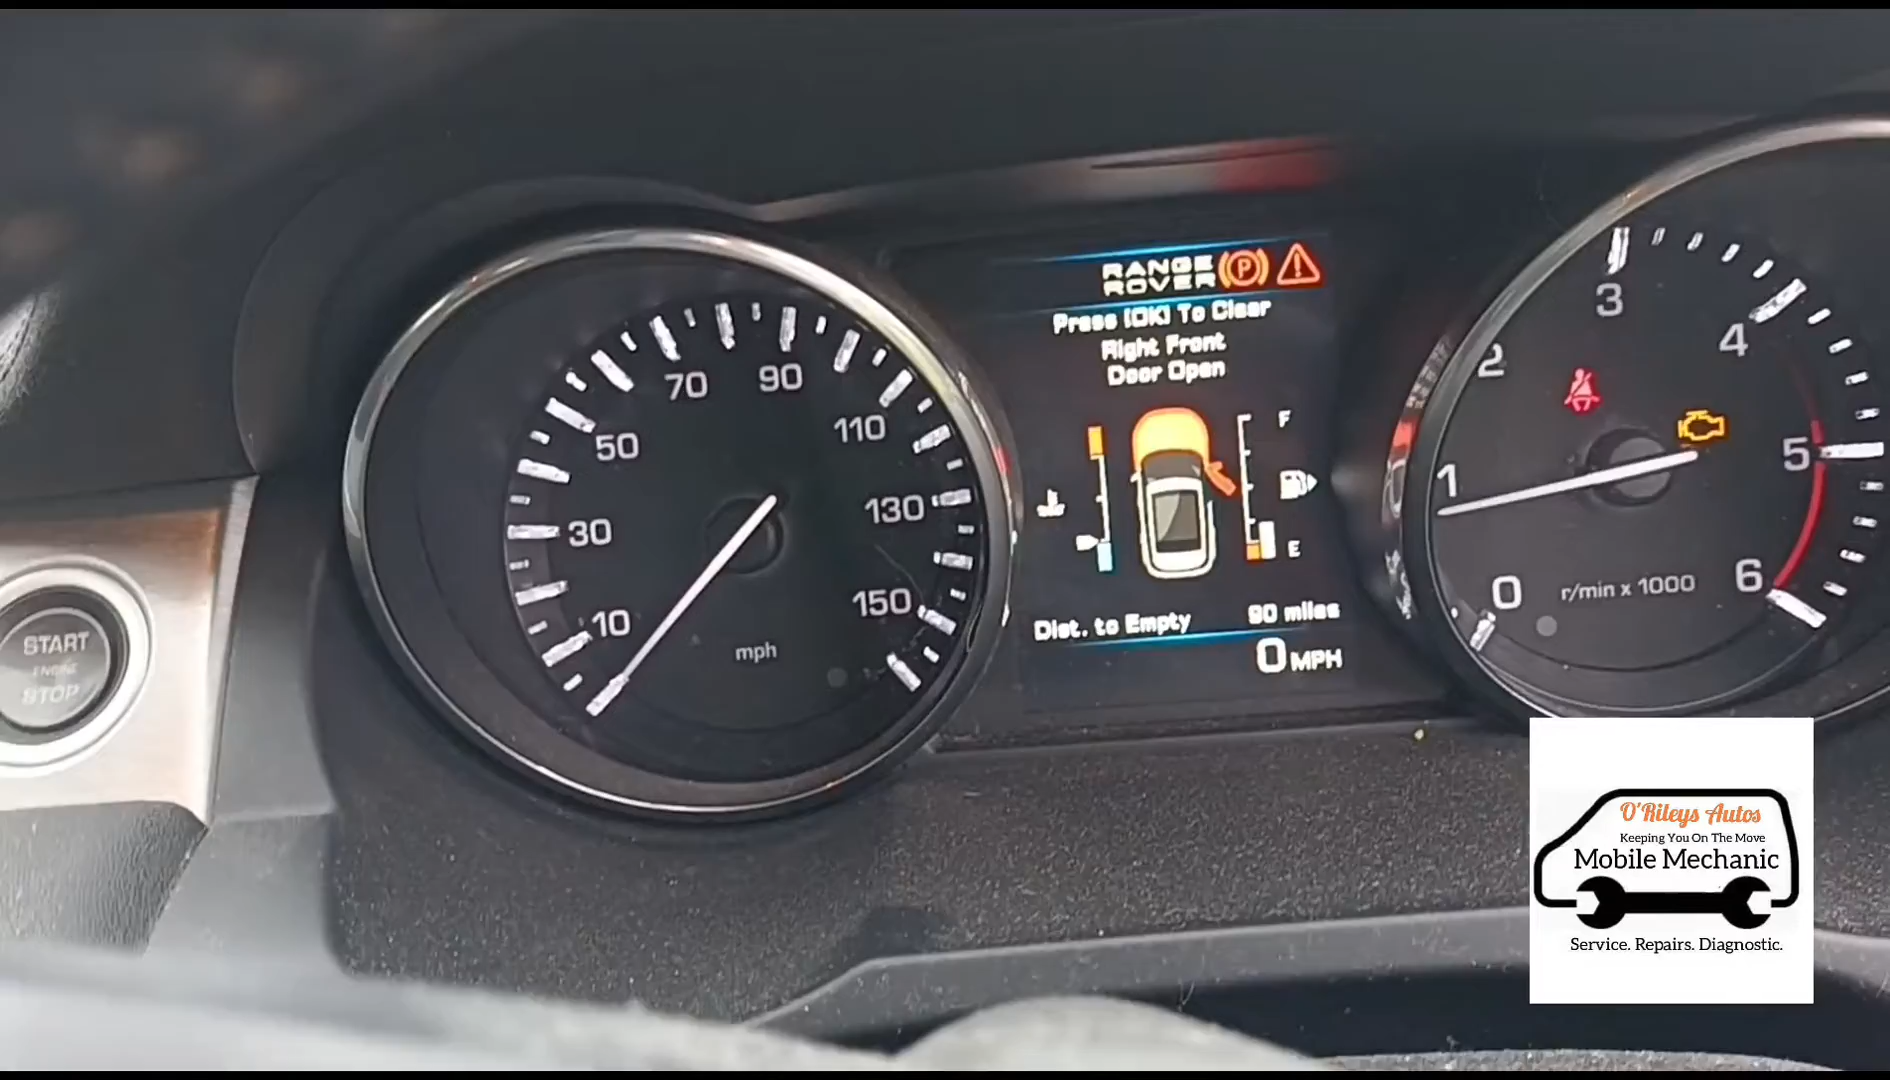 RANGE
ROVER
Press [OK] To Clear
Right Front
Door Open
F
E
Dist. to Empty 90 miles
0 MPH
10
30
50
70
90
110
130
150
mph
0
1
2
3
4
5
6
r/min x 1000
P
START
ENGINE
STOP
O'Rileys Autos
Keeping You On The Move
Mobile Mechanic
Service. Repairs. Diagnostic.